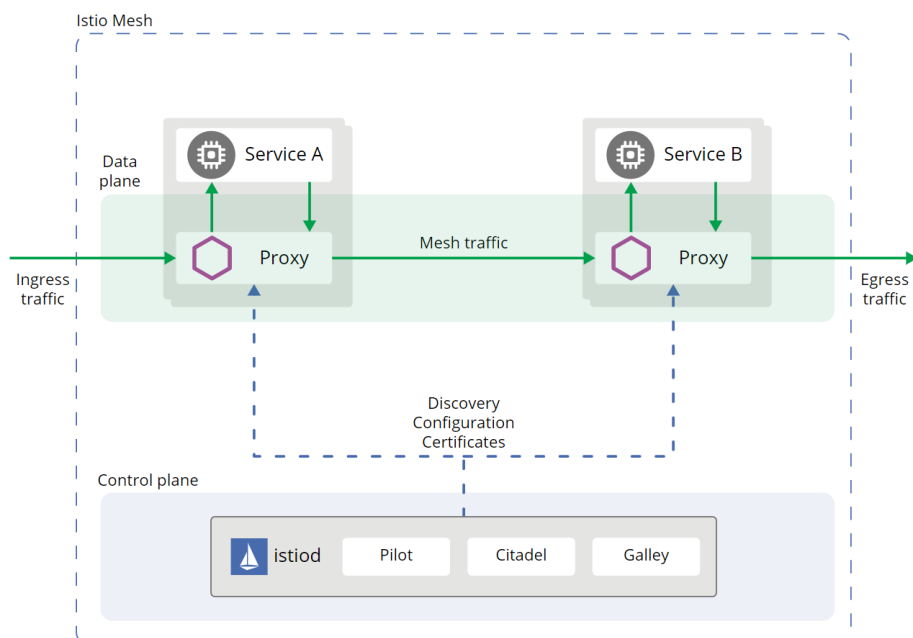 Istio Mesh
Data
plane
Service A
Service B
Proxy
Mesh traffic
Proxy
Ingress
traffic
Egress
traffic
Discovery
Configuration
Certificates
Control plane
istiod
Pilot
Citadel
Galley